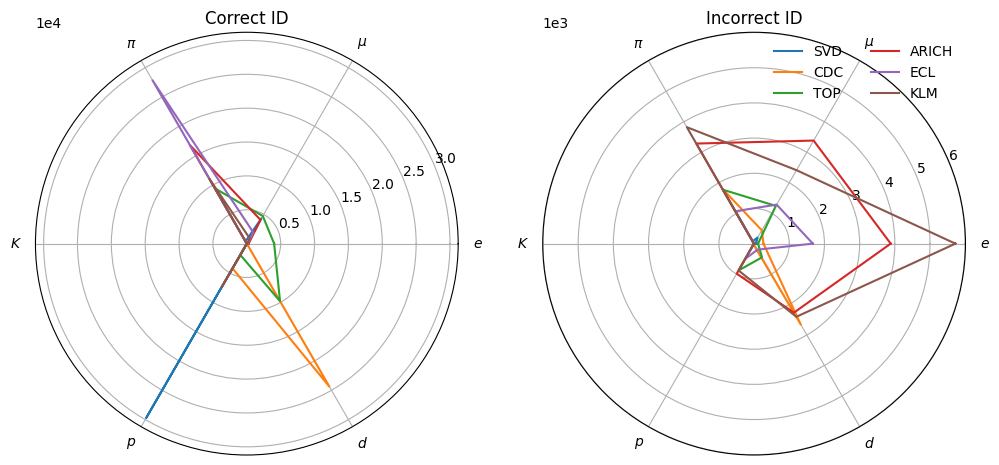 Correct ID
1e4
π
μ
K
e
p
d
0.5
1.0
1.5
2.0
2.5
3.0
Incorrect ID
1e3
π
μ
K
e
p
d
1
2
3
4
5
6
SVD
CDC
TOP
ARICH
ECL
KLM